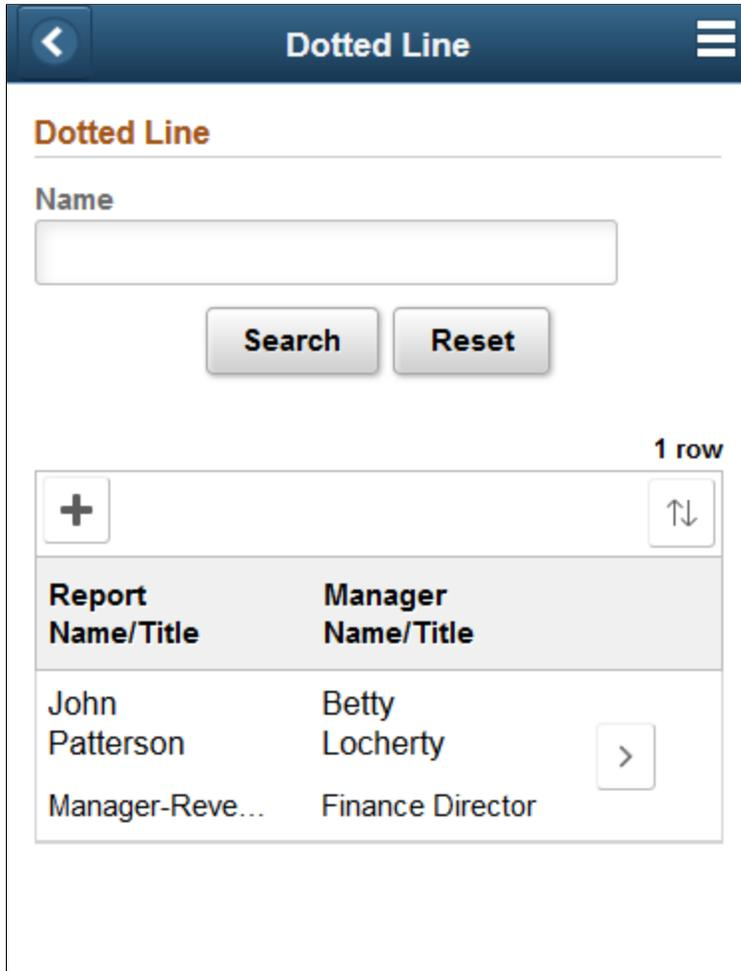 Dotted Line
Dotted Line
Name
Search Reset
1 row
Report Manager
Name/Title Name/Title
John Betty
Patterson Locherty
Manager-Reve... Finance Director